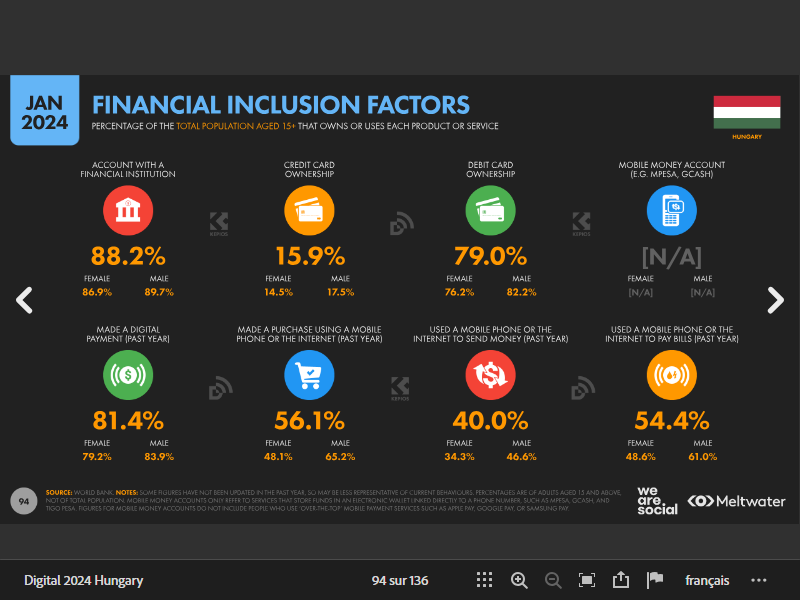 JAN
2024
FINANCIAL INCLUSION FACTORS
PERCENTAGE OF THE TOTAL POPULATION AGED 15+ THAT OWNS OR USES EACH PRODUCT OR SERVICE
HUNGARY
ACCOUNT WITH A
FINANCIAL INSTITUTION
88.2%
FEMALE MALE
86.9% 89.7%
CREDIT CARD
OWNERSHIP
15.9%
FEMALE MALE
14.5% 17.5%
DEBIT CARD
OWNERSHIP
79.0%
FEMALE MALE
76.2% 82.2%
MOBILE MONEY ACCOUNT
(E.G. MPESA, GCASH)
[N/A]
FEMALE MALE
[N/A] [N/A]
KEPIOS
KEPIOS
MADE A DIGITAL
PAYMENT (PAST YEAR)
81.4%
FEMALE MALE
79.2% 83.9%
MADE A PURCHASE USING A MOBILE
PHONE OR THE INTERNET (PAST YEAR)
56.1%
FEMALE MALE
48.1% 65.2%
USED A MOBILE PHONE OR THE
INTERNET TO SEND MONEY (PAST YEAR)
40.0%
FEMALE MALE
34.3% 46.6%
USED A MOBILE PHONE OR THE
INTERNET TO PAY BILLS (PAST YEAR)
54.4%
FEMALE MALE
48.6% 61.0%
KEPIOS
94
SOURCE: WORLD BANK. NOTES: SOME FIGURES HAVE NOT BEEN UPDATED IN THE PAST YEAR, SO MAY BE LESS REPRESENTATIVE OF CURRENT BEHAVIOURS. PERCENTAGES ARE OF ADULTS AGED 15 AND ABOVE,
NOT OF TOTAL POPULATION. MOBILE MONEY ACCOUNTS ONLY REFER TO SERVICES THAT STORE FUNDS IN AN ELECTRONIC WALLET LINKED DIRECTLY TO A PHONE NUMBER, SUCH AS MPESA, GCASH, AND
TIGO PESA. FIGURES FOR MOBILE MONEY ACCOUNTS DO NOT INCLUDE PEOPLE WHO USE 'OVER-THE-TOP' MOBILE PAYMENT SERVICES SUCH AS APPLE PAY, GOOGLE PAY, OR SAMSUNG PAY.
we
are.
social
Meltwater
Digital 2024 Hungary
94 sur 136
français